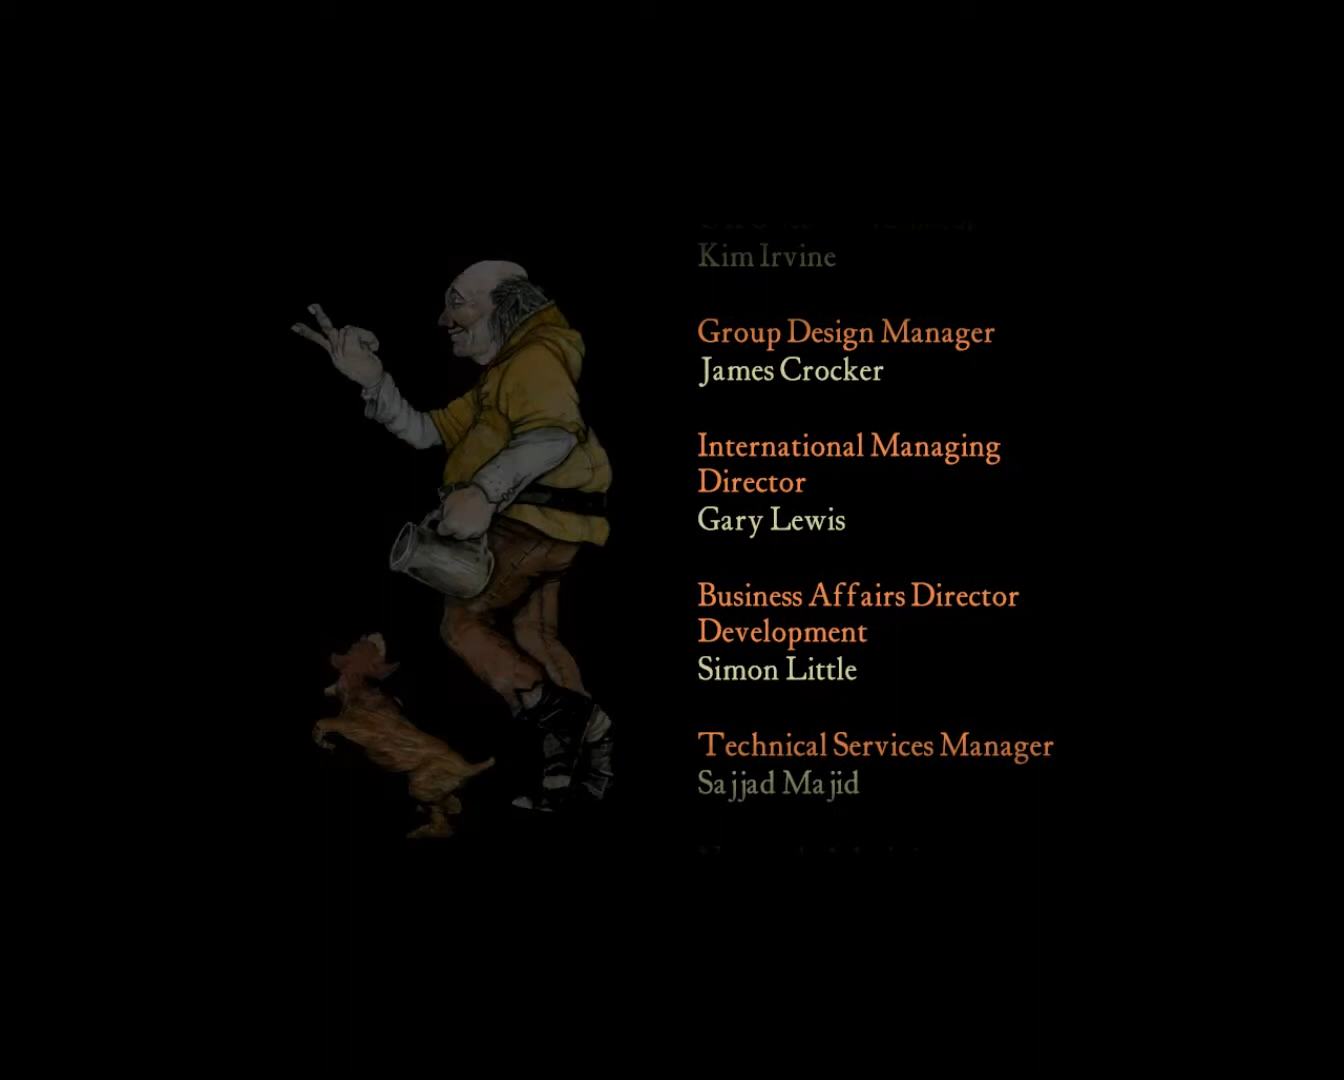 Kim Irvine
Group Design Manager
James Crocker
International Managing
Director
Gary Lewis
Business Affairs Director
Development
Simon Little
Technical Services Manager
Sajjad Majid